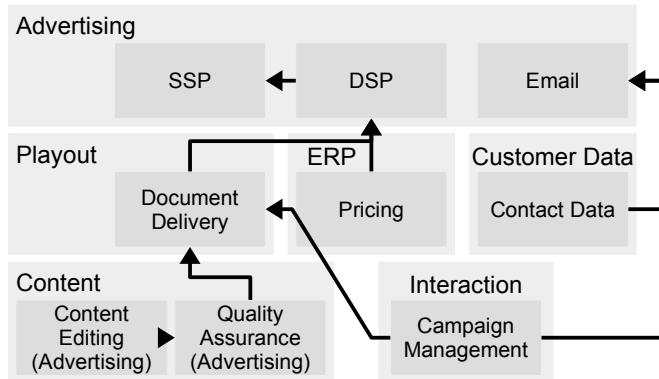 Advertising
SSP
DSP
Email
Playout
ERP
Customer Data
Document
Delivery
Pricing
Contact Data
Content
Interaction
Content
Editing
(Advertising)
Quality
Assurance
(Advertising)
Campaign
Management